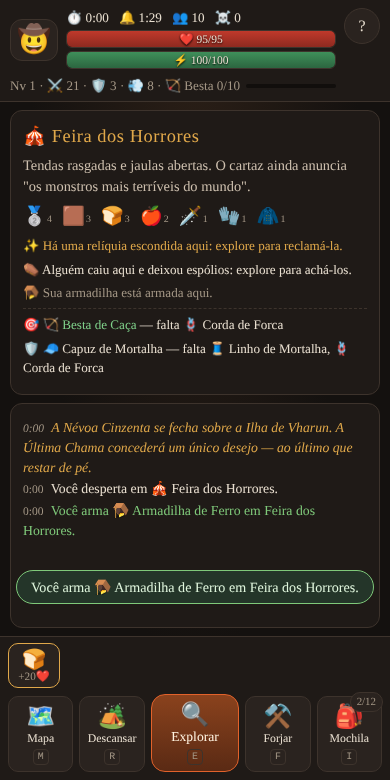 0:00 1:29 10 0
?
95/95
100/100
Nv 1 · 21 · 3 · 8 · Besta 0/10
Feira dos Horrores
Tendas rasgadas e jaulas abertas. O cartaz ainda anuncia
"os monstros mais terríveis do mundo".
4 3 3 2 1 1 1
Há uma relíquia escondida aqui: explore para reclamá-la.
Alguém caiu aqui e deixou espólios: explore para achá-los.
Sua armadilha está armada aqui.
Besta de Caça — falta Corda de Forca
Capuz de Mortalha — falta Linho de Mortalha,
Corda de Forca
0:00 A Névoa Cinzenta se fecha sobre a Ilha de Vharun. A
Última Chama concederá um único desejo — ao último que
restar de pé.
0:00 Você desperta em Feira dos Horrores.
0:00 Você arma Armadilha de Ferro em Feira dos
Horrores.
Você arma Armadilha de Ferro em Feira dos Horrores.
+20
2/12
Mapa Descansar Explorar Forjar Mochila
M R E F I